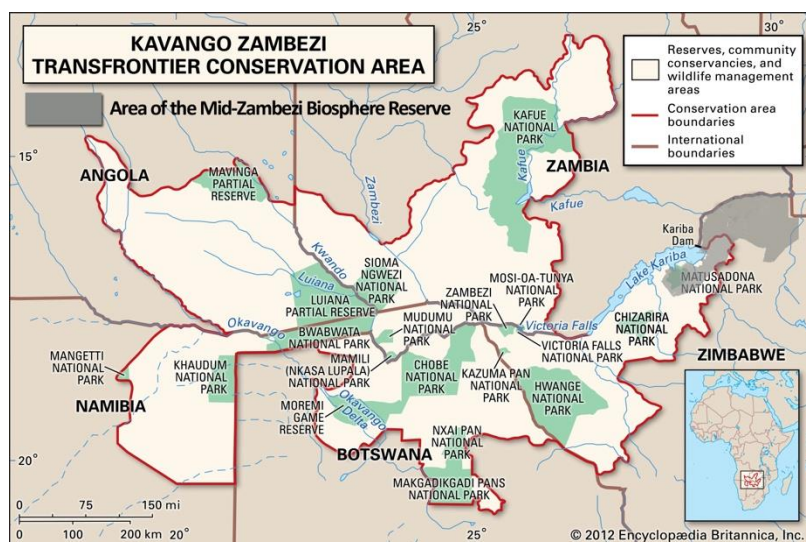 KAVANGO ZAMBEZI
TRANSFRONTIER CONSERVATION AREA
Area of the Mid-Zambezi Biosphere Reserve
Reserves, community
conservancies, and
wildlife management
areas
Conservation area
boundaries
International
boundaries
20°
25°
30°
15°
20°
ANGOLA
MAVINGA
PARTIAL
RESERVE
Zambezi
KAFUE
NATIONAL
PARK
Kafue
ZAMBIA
Kafue
Kariba
Dam
Lake Kariba
MATUSADONA
NATIONAL PARK
Kwando
Luiana
SIOMA
NGWEZI
NATIONAL
PARK
MOSI-OA-TUNYA
NATIONAL PARK
ZAMBEZI
NATIONAL
PARK
LUIANA
PARTIAL RESERVE
Okavango
BWABWATA
NATIONAL PARK
MUDUMU
NATIONAL
PARK
Victoria Falls
VICTORIA FALLS
NATIONAL PARK
CHIZARIRA
NATIONAL
PARK
ZIMBABWE
MANGETTI
NATIONAL
PARK
KHAUDUM
NATIONAL
PARK
MAMILI
(NKASA LUPALA)
NATIONAL PARK
CHOBE
NATIONAL
PARK
KAZUMA PAN
NATIONAL
PARK
HWANGE
NATIONAL
PARK
NAMIBIA
MOREMI
GAME
RESERVE
Okavango
Delta
BOTSWANA
NXAI PAN
NATIONAL
PARK
MAKGADIKGADI PANS
NATIONAL PARK
0 75 150 mi
0 100 200 km
20°
25°
© 2012 Encyclopædia Britannica, Inc.